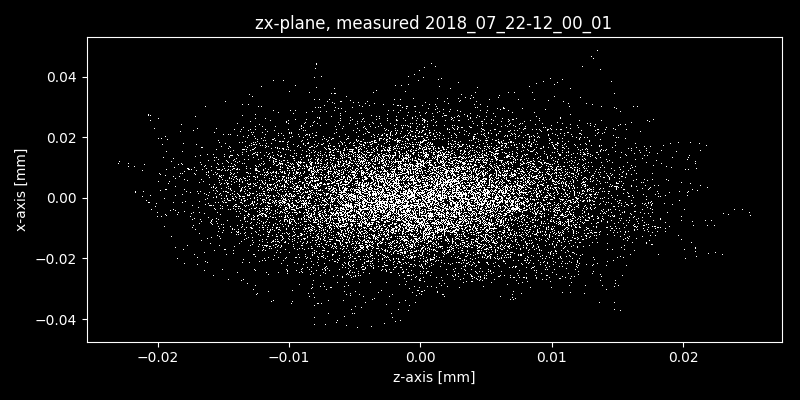 zx-plane, measured 2018_07_22-12_00_01
0.04
0.02
0.00
−0.02
−0.04
x-axis [mm]
−0.02 −0.01 0.00 0.01 0.02
z-axis [mm]